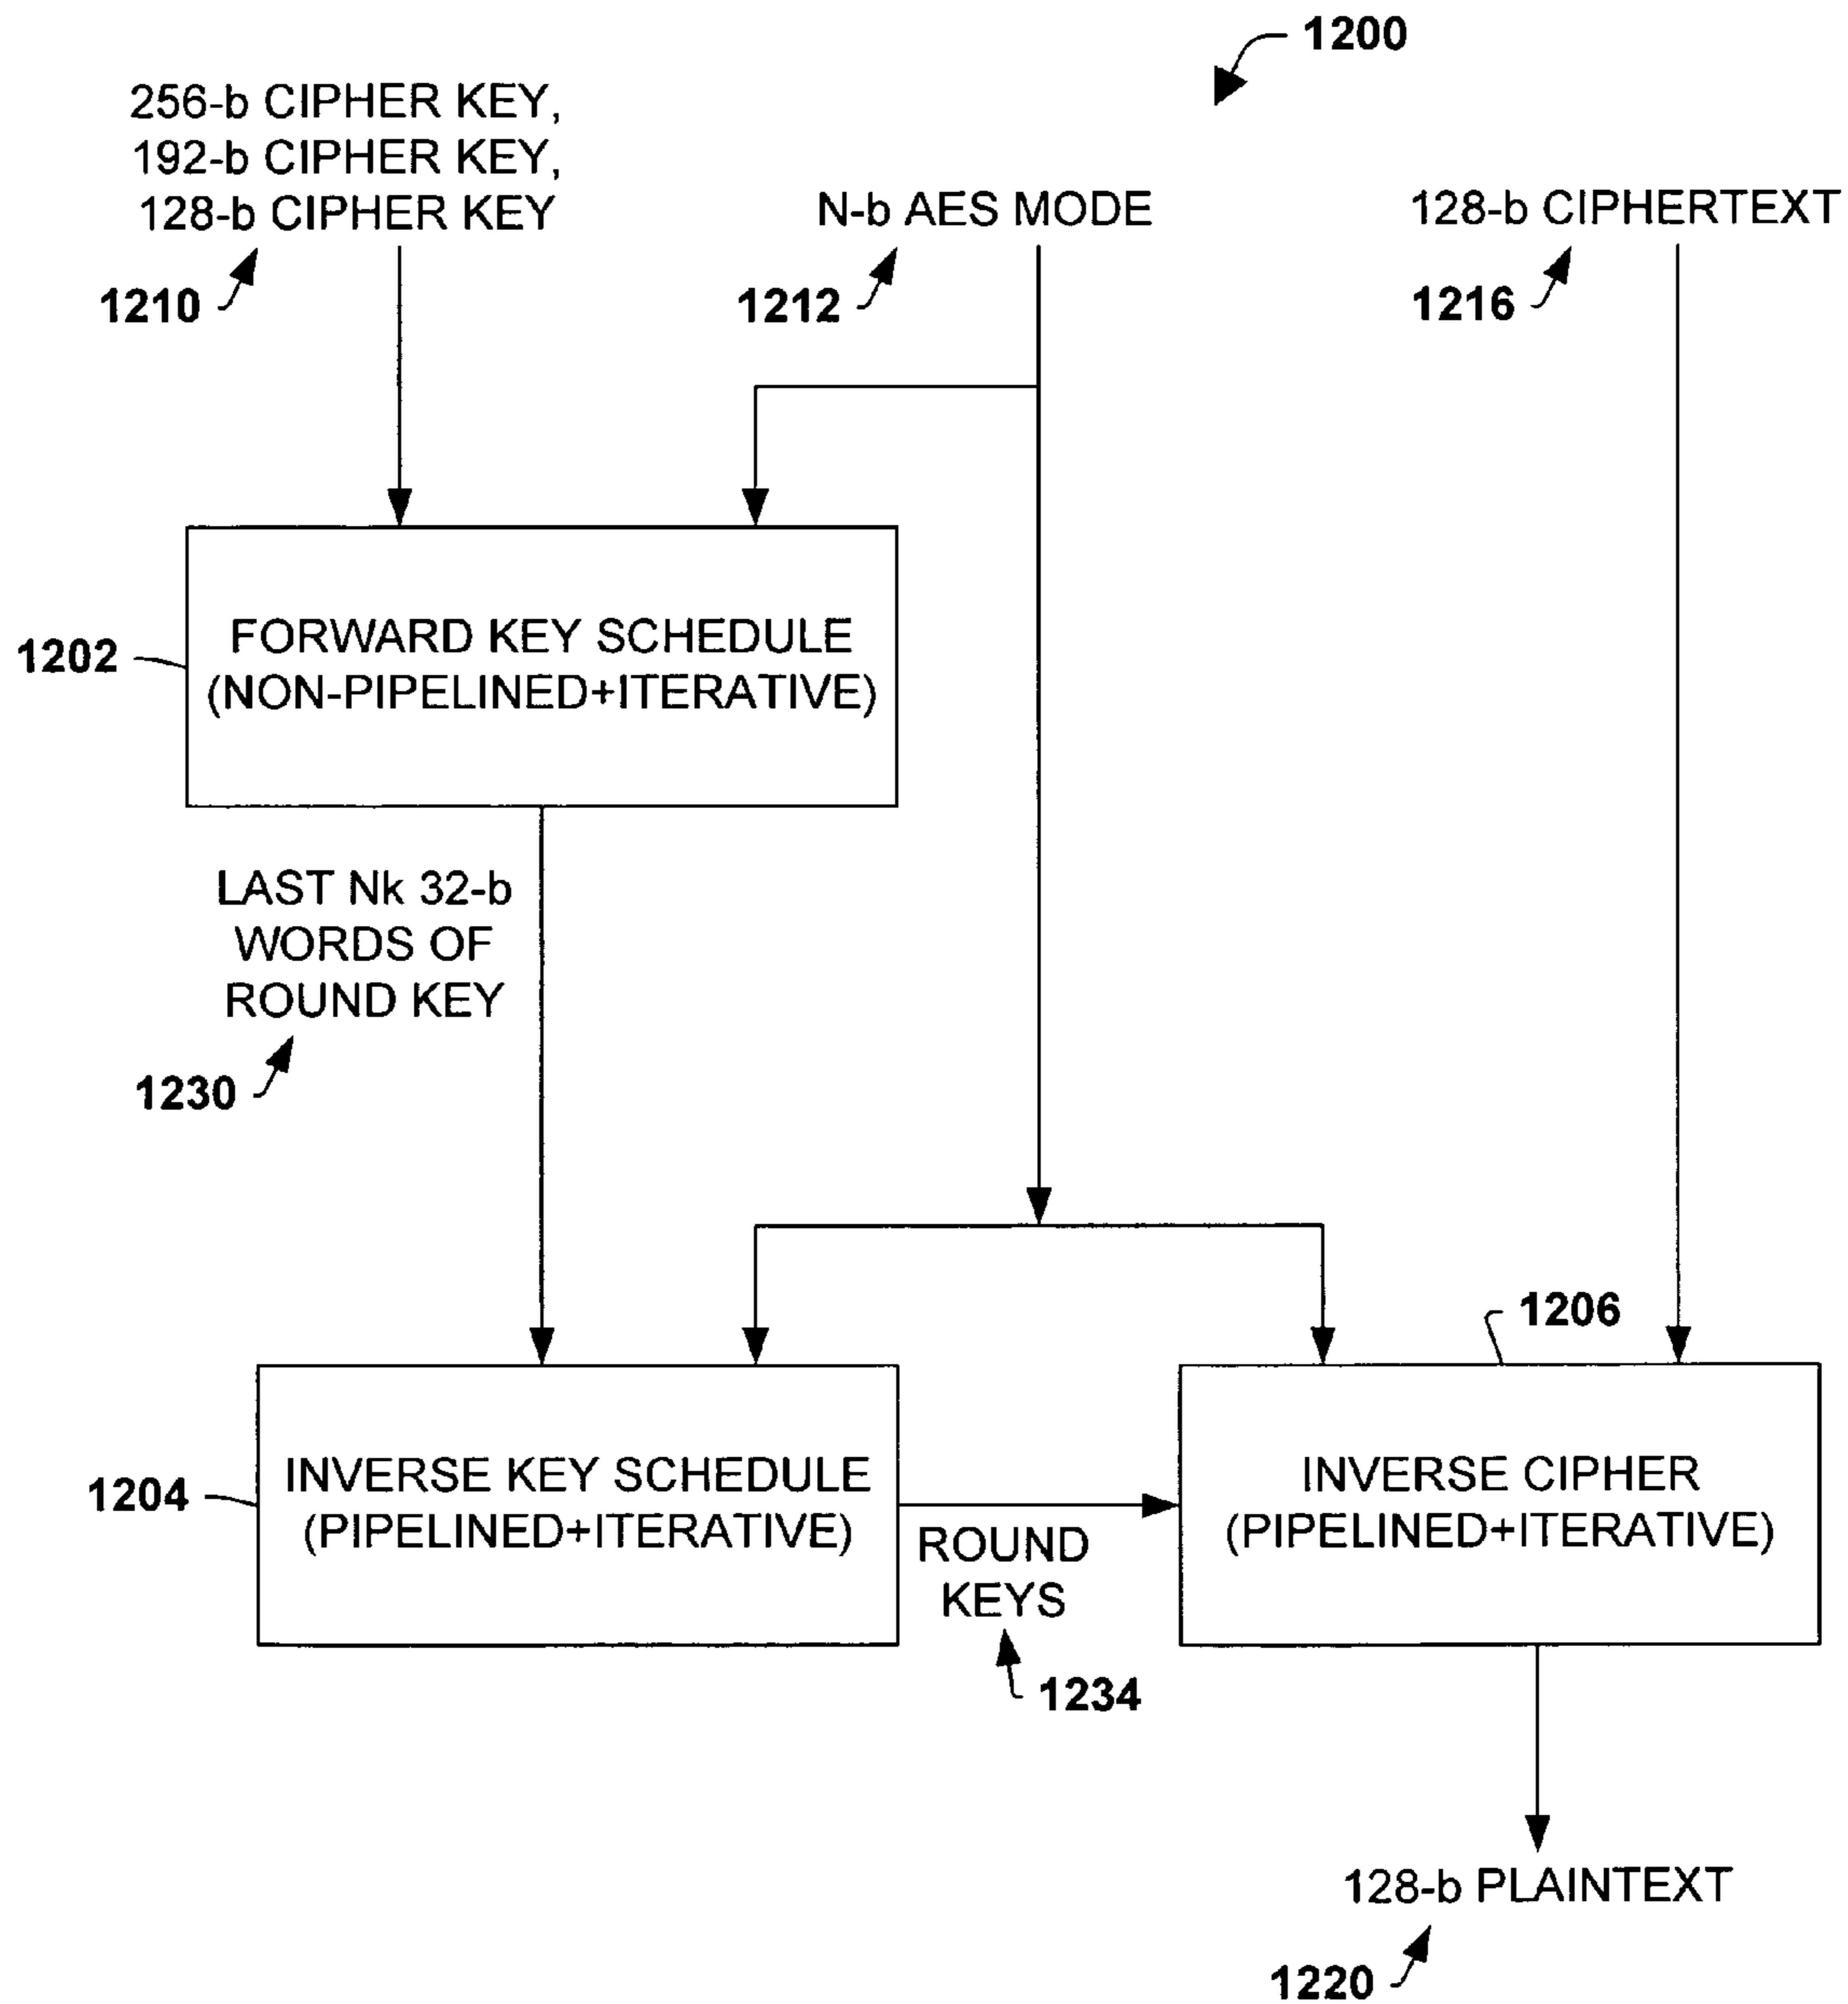 1200
256-b CIPHER KEY,
192-b CIPHER KEY,
128-b CIPHER KEY
N-b AES MODE
128-b CIPHERTEXT
1210
1212
1216
1202
FORWARD KEY SCHEDULE
(NON-PIPELINED+ITERATIVE)
LAST Nk 32-b
WORDS OF
ROUND KEY
1230
1206
1204
INVERSE KEY SCHEDULE
(PIPELINED+ITERATIVE)
INVERSE CIPHER
(PIPELINED+ITERATIVE)
ROUND
KEYS
1234
128-b PLAINTEXT
1220